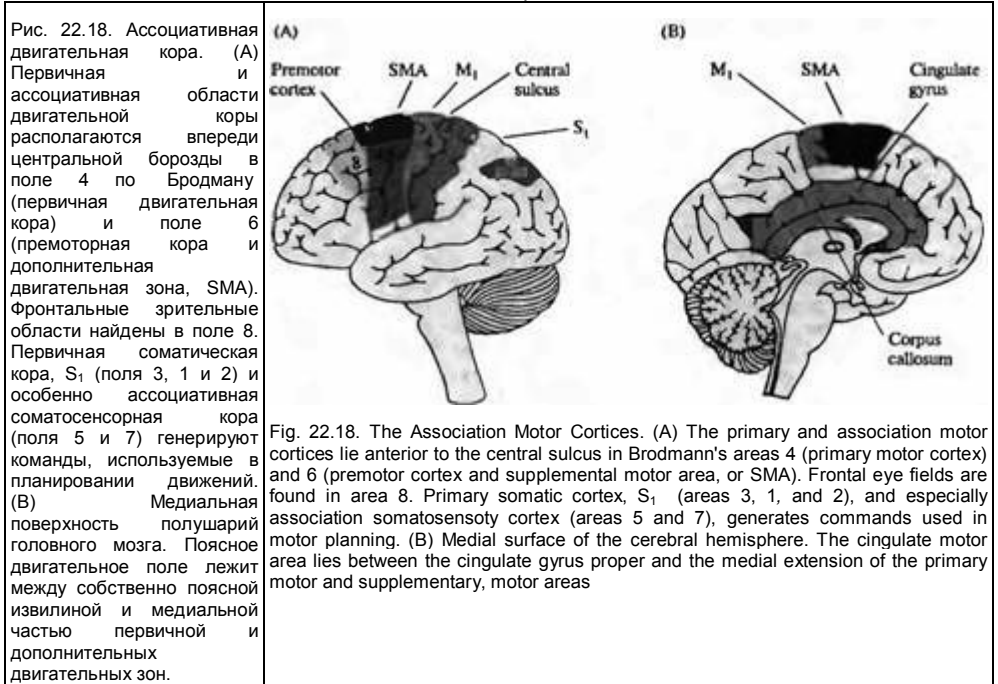 Рис. 22.18. Ассоциативная
двигательная кора. (A)
Первичная и
ассоциативная области
двигательной коры
располагаются впереди
центральной борозды в
поле 4 по Бродману
(первичная двигательная
кора) и поле 6
(премоторная кора и
дополнительная
двигательная зона, SMA).
Фронтальные зрительные
области найдены в поле 8.
Первичная соматическая
кора, S₁ (поля 3, 1 и 2) и
особенно ассоциативная
соматосенсорная кора
(поля 5 и 7) генерируют
команды, используемые в
планировании движений.
(B) Медиальная
поверхность полушарий
головного мозга. Поясное
двигательное поле лежит
между собственно поясной
извилиной и медиальной
частью первичной и
дополнительных
двигательных зон.
(A)
Premotor
cortex
SMA
M₁
Central
sulcus
S₁
8
(B)
M₁
SMA
Cingulate
gyrus
Corpus
callosum
Fig. 22.18. The Association Motor Cortices. (A) The primary and association motor
cortices lie anterior to the central sulcus in Brodmann's areas 4 (primary motor cortex)
and 6 (premotor cortex and supplemental motor area, or SMA). Frontal eye fields are
found in area 8. Primary somatic cortex, S₁ (areas 3, 1, and 2), and especially
association somatosensoty cortex (areas 5 and 7), generates commands used in
motor planning. (B) Medial surface of the cerebral hemisphere. The cingulate motor
area lies between the cingulate gyrus proper and the medial extension of the primary
motor and supplementary, motor areas